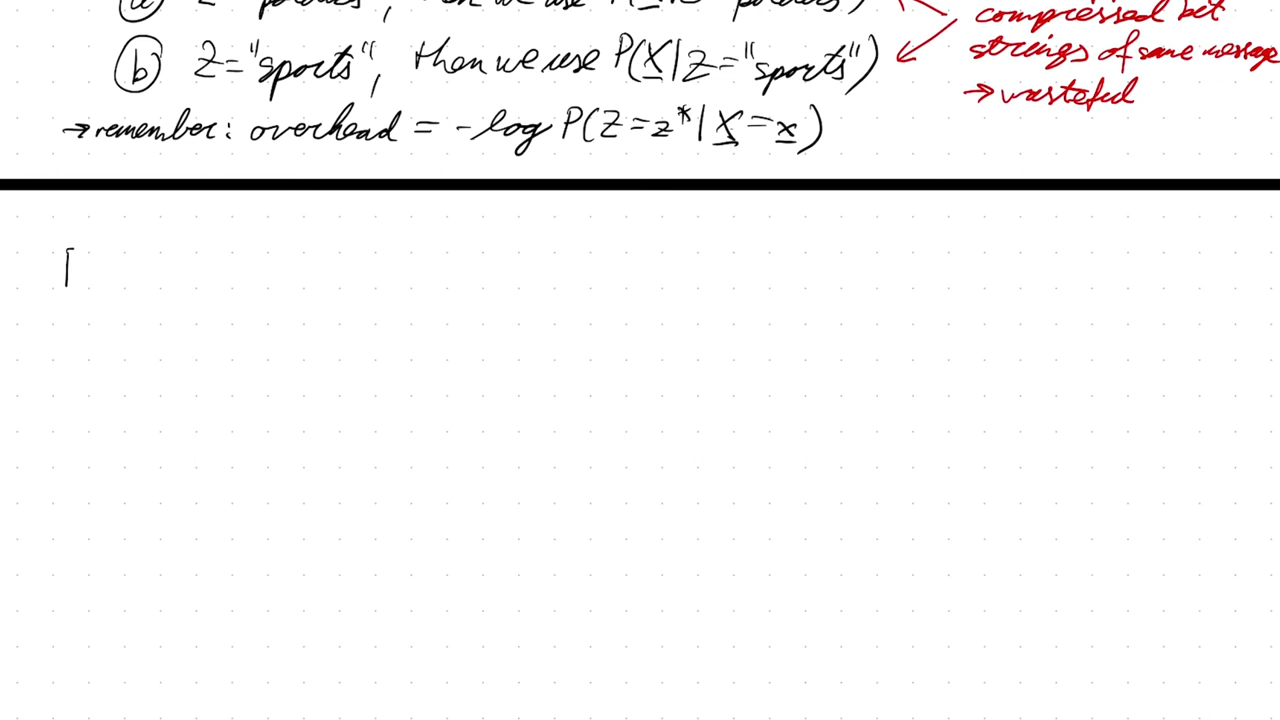 (b) Z="sports", then we use P(X|Z="sports")
→ remember: overhead = -log P(Z=z*|X=x)
compressed bit
strings of same message
→ wasteful